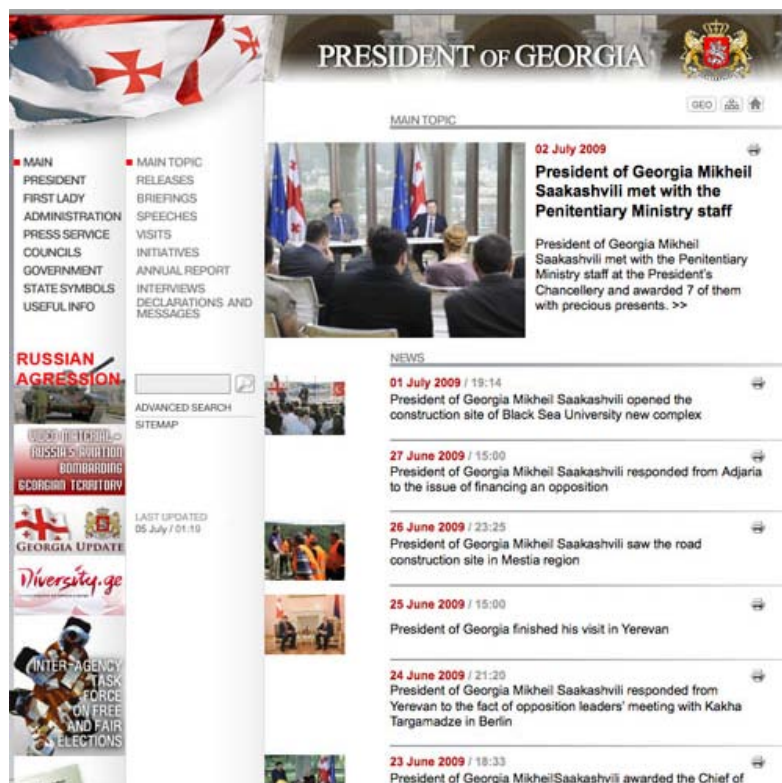 PRESIDENT OF GEORGIA
GEO
MAIN TOPIC
MAIN
PRESIDENT
FIRST LADY
ADMINISTRATION
PRESS SERVICE
COUNCILS
GOVERNMENT
STATE SYMBOLS
USEFUL INFO
MAIN TOPIC
RELEASES
BRIEFINGS
SPEECHES
VISITS
INITIATIVES
ANNUAL REPORT
INTERVIEWS
DECLARATIONS AND
MESSAGES
02 July 2009
President of Georgia Mikheil
Saakashvili met with the
Penitentiary Ministry staff
President of Georgia Mikheil
Saakashvili met with the Penitentiary
Ministry staff at the President's
Chancellery and awarded 7 of them
with precious presents. >>
RUSSIAN
AGRESSION
VIDEO MATERIAL -
RUSSIA'S AVIATION
BOMBARDING
GEORGIAN TERRITORY
GEORGIA UPDATE
Diversity.ge
INTER-AGENCY
TASK
FORCE
ON FREE
AND FAIR
ELECTIONS
ADVANCED SEARCH
SITEMAP
LAST UPDATED
05 July / 01:19
NEWS
01 July 2009 / 19:14
President of Georgia Mikheil Saakashvili opened the
construction site of Black Sea University new complex
27 June 2009 / 15:00
President of Georgia Mikheil Saakashvili responded from Adjaria
to the issue of financing an opposition
26 June 2009 / 23:25
President of Georgia Mikheil Saakashvili saw the road
construction site in Mestia region
25 June 2009 / 15:00
President of Georgia finished his visit in Yerevan
24 June 2009 / 21:20
President of Georgia Mikheil Saakashvili responded from
Yerevan to the fact of opposition leaders' meeting with Kakha
Targamadze in Berlin
23 June 2009 / 18:33
President of Georgia MikheilSaakashvili awarded the Chief of